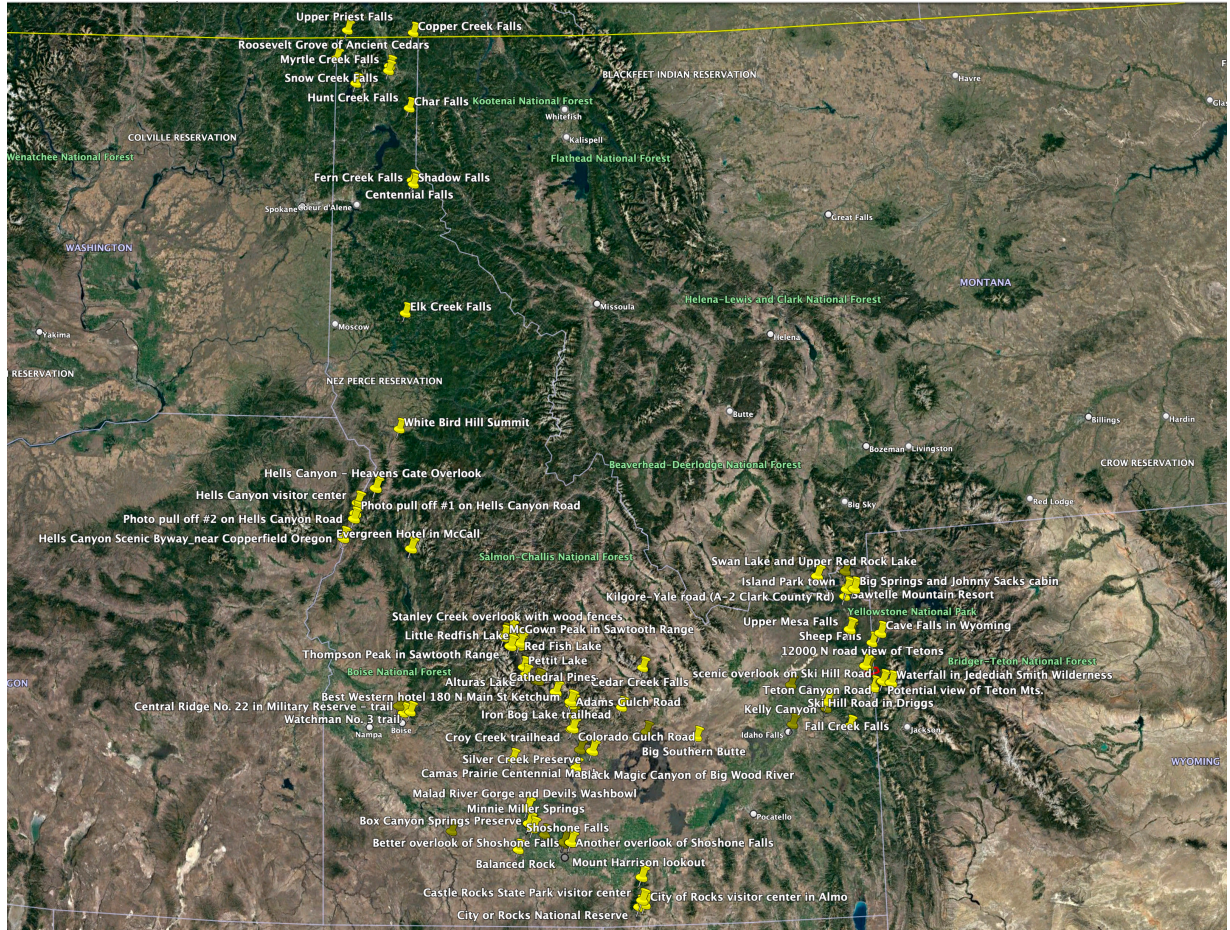 Upper Priest Falls
Copper Creek Falls
Roosevelt Grove of Ancient Cedars
Myrtle Creek Falls
Snow Creek Falls
BLACKFEET INDIAN RESERVATION
Havre
Hunt Creek Falls
Char Falls
Kootenai National Forest
Whitefish
COLVILLE RESERVATION
Kalispell
Wenatchee National Forest
Flathead National Forest
Fern Creek Falls
Shadow Falls
Centennial Falls
Spokane
oeur d'Alene
Great Falls
WASHINGTON
MONTANA
Elk Creek Falls
Missoula
Helena-Lewis and Clark National Forest
Yakima
Moscow
Helena
RESERVATION
NEZ PERCE RESERVATION
Butte
Billings
Hardin
White Bird Hill Summit
Bozeman
Livingston
Beaverhead-Deerlodge National Forest
CROW RESERVATION
Hells Canyon - Heavens Gate Overlook
Hells Canyon visitor center
Photo pull off #1 on Hells Canyon Road
Big Sky
Red Lodge
Photo pull off #2 on Hells Canyon Road
Hells Canyon Scenic Byway_near Copperfield Oregon
Evergreen Hotel in McCall
Salmon-Challis National Forest
Swan Lake and Upper Red Rock Lake
Island Park town
Big Springs and Johnny Sacks cabin
Kilgore-Yale road (A-2 Clark County Rd)
Sawtelle Mountain Resort
Yellowstone National Park
Stanley Creek overlook with wood fences
Upper Mesa Falls
Cave Falls in Wyoming
Little Redfish Lake
McGown Peak in Sawtooth Range
Sheep Falls
Red Fish Lake
12000 N road view of Tetons
Thompson Peak in Sawtooth Range
Pettit Lake
Bridger-Teton National Forest
Boise National Forest
Cathedral Pines
scenic overlook on Ski Hill Road
Waterfall in Jedediah Smith Wilderness
Alturas Lake
Cedar Creek Falls
GON
Teton Canyon Road
Potential view of Teton Mts.
Best Western hotel 180 N Main St Ketchum
Adams Gulch Road
Ski Hill Road in Driggs
Central Ridge No. 22 in Military Reserve - trail
Kelly Canyon
Watchman No. 3 trail
Iron Bog Lake trailhead
Fall Creek Falls
Nampa
Boise
Croy Creek trailhead
Colorado Gulch Road
Idaho Falls
Jackson
Big Southern Butte
Silver Creek Preserve
WYOMING
Camas Prairie Centennial Ma
Black Magic Canyon of Big Wood River
Malad River Gorge and Devils Washbowl
Minnie Miller Springs
Pocatello
Box Canyon Springs Preserve
Shoshone Falls
Better overlook of Shoshone Falls
Another overlook of Shoshone Falls
Balanced Rock
Mount Harrison lookout
Castle Rocks State Park visitor center
City of Rocks visitor center in Almo
City or Rocks National Reserve